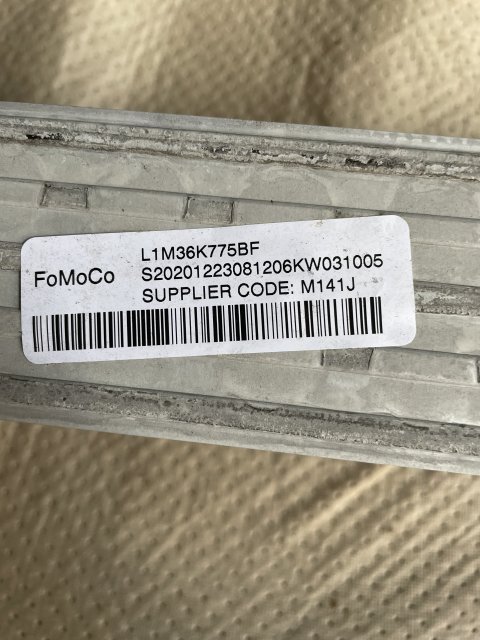 L1M36K775BF
FoMoCo S20201223081206KW031005
SUPPLIER CODE: M141J